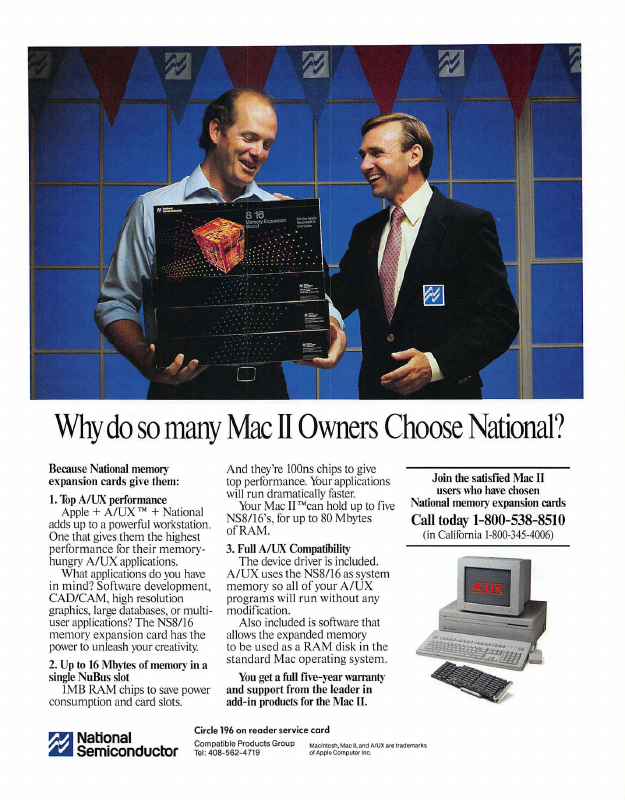 National
Semiconductor
8/16
Memory Expansion
Board
For the Apple
Macintosh II
Computer
Why do so many Mac II Owners Choose National?
Because National memory
expansion cards give them:
1. Top A/UX performance
Apple + A/UX™ + National
adds up to a powerful workstation.
One that gives them the highest
performance for their memory-
hungry A/UX applications.
What applications do you have
in mind? Software development,
CAD/CAM, high resolution
graphics, large databases, or multi-
user applications? The NS8/16
memory expansion card has the
power to unleash your creativity.
2. Up to 16 Mbytes of memory in a
single NuBus slot
1MB RAM chips to save power
consumption and card slots.
And they're 100ns chips to give
top performance. Your applications
will run dramatically faster.
Your Mac II™can hold up to five
NS8/16's, for up to 80 Mbytes
of RAM.
3. Full A/UX Compatibility
The device driver is included.
A/UX uses the NS8/16 as system
memory so all of your A/UX
programs will run without any
modification.
Also included is software that
allows the expanded memory
to be used as a RAM disk in the
standard Mac operating system.
You get a full five-year warranty
and support from the leader in
add-in products for the Mac II.
Join the satisfied Mac II
users who have chosen
National memory expansion cards
Call today 1-800-538-8510
(in California 1-800-345-4006)
A/UX
National
Semiconductor
Circle 196 on reader service card
Compatible Products Group
Tel: 408-562-4719
Macintosh, Mac II, and A/UX are trademarks
of Apple Computer Inc.